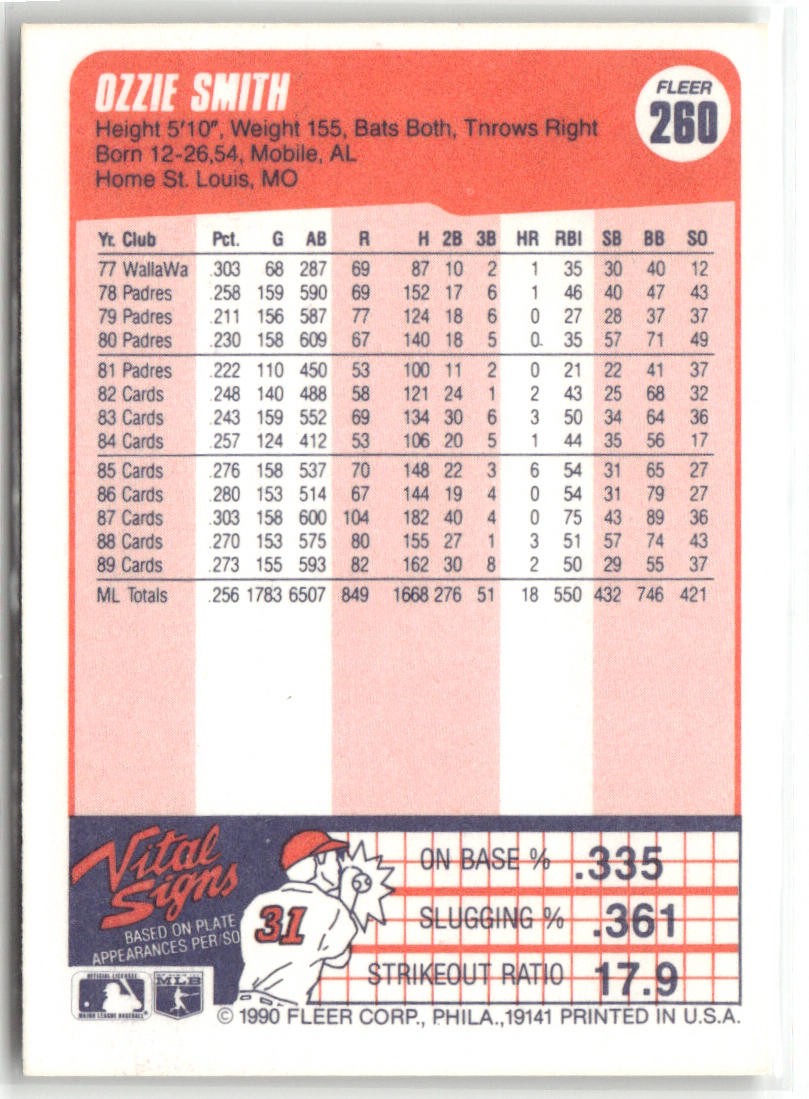 OZZIE SMITH
FLEER
260
Height 5'10", Weight 155, Bats Both, Tnrows Right
Born 12-26,54, Mobile, AL
Home St. Louis, MO
Yr. Club Pct. G AB R H 2B 3B HR RBI SB BB SO
77 WallaWa .303 68 287 69 87 10 2 1 35 30 40 12
78 Padres .258 159 590 69 152 17 6 1 46 40 47 43
79 Padres .211 156 587 77 124 18 6 0 27 28 37 37
80 Padres .230 158 609 67 140 18 5 0 35 57 71 49
81 Padres .222 110 450 53 100 11 2 0 21 22 41 37
82 Cards .248 140 488 58 121 24 1 2 43 25 68 32
83 Cards .243 159 552 69 134 30 6 3 50 34 64 36
84 Cards .257 124 412 53 106 20 5 1 44 35 56 17
85 Cards .276 158 537 70 148 22 3 6 54 31 65 27
86 Cards .280 153 514 67 144 19 4 0 54 31 79 27
87 Cards .303 158 600 104 182 40 4 0 75 43 89 36
88 Cards .270 153 575 80 155 27 1 3 51 57 74 43
89 Cards .273 155 593 82 162 30 8 2 50 29 55 37
ML Totals .256 1783 6507 849 1668 276 51 18 550 432 746 421
Vital
Signs
BASED ON PLATE
APPEARANCES PER/SO
31
ON BASE % .335
SLUGGING % .361
STRIKEOUT RATIO 17.9
OFFICIAL LICENSEE
MAJOR LEAGUE BASEBALL
MLB
© 1990 FLEER CORP., PHILA.,19141 PRINTED IN U.S.A.